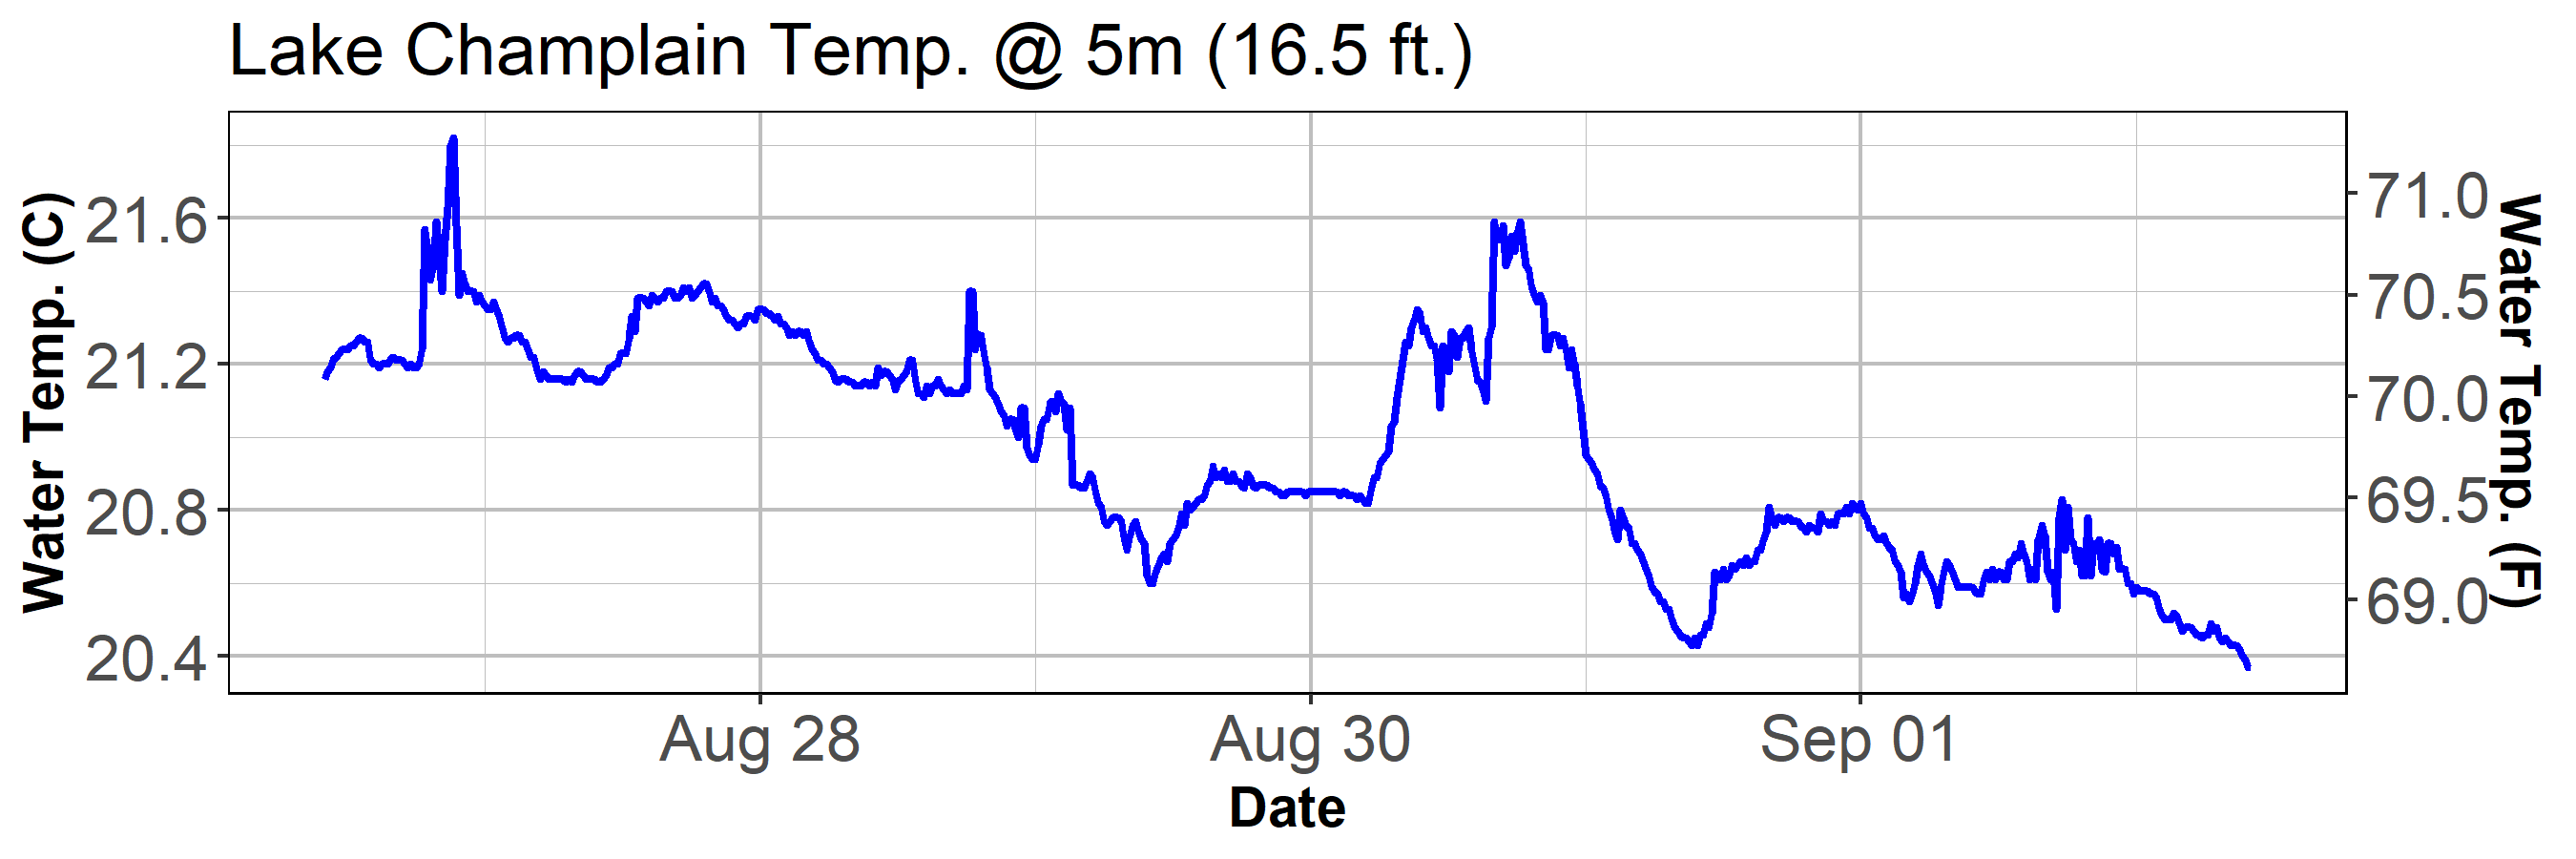 Lake Champlain Temp. @ 5m (16.5 ft.)
Water Temp. (C)
21.6
21.2
20.8
20.4
71.0
70.5
70.0
69.5
69.0
Water Temp. (F)
Aug 28
Aug 30
Sep 01
Date